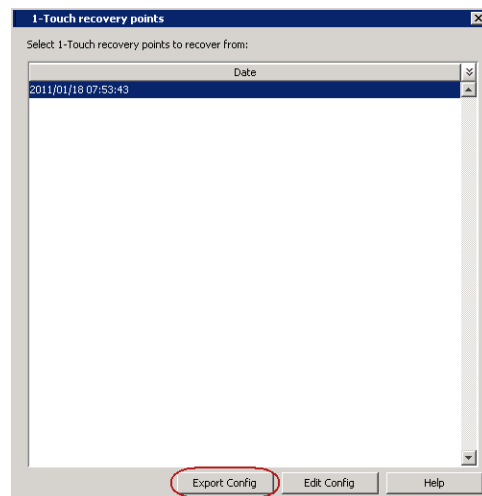 1-Touch recovery points
Select 1-Touch recovery points to recover from:
Date
2011/01/18 07:53:43
Export Config
Edit Config
Help